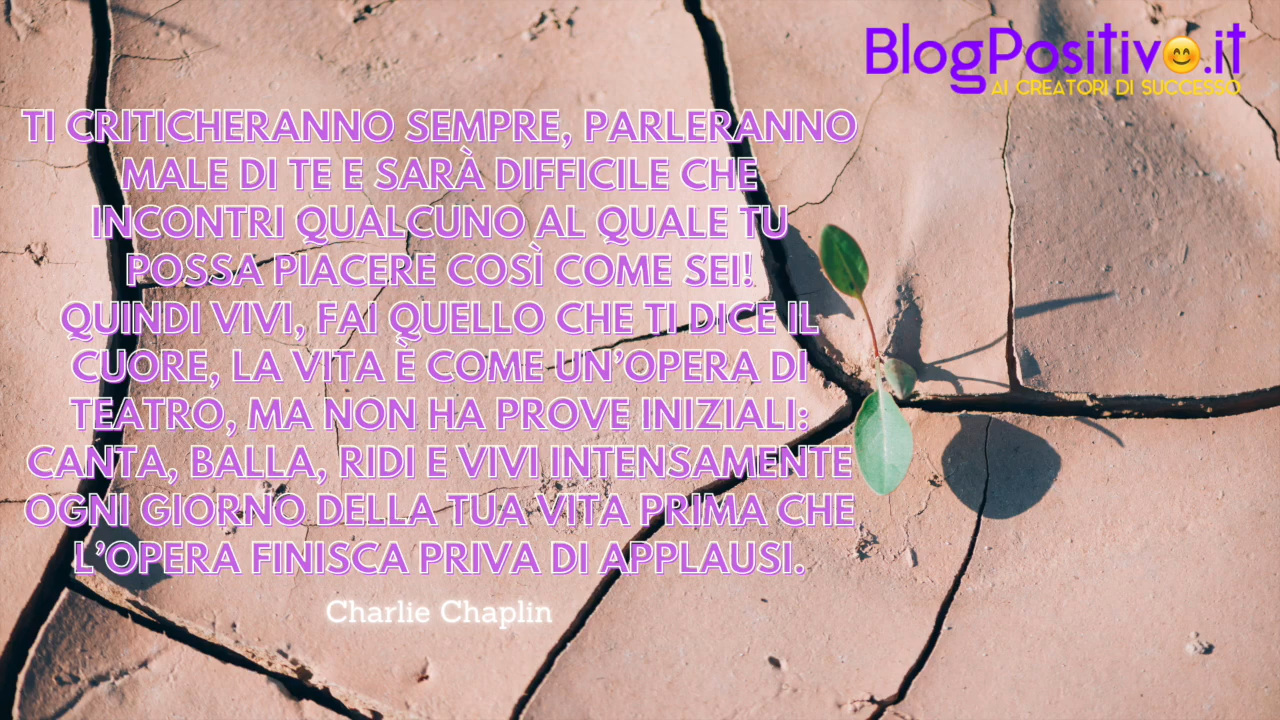 BlogPositivo.it
AI CREATORI DI SUCCESSO
TI CRITICHERANNO SEMPRE, PARLERANNO
MALE DI TE E SARÀ DIFFICILE CHE
INCONTRI QUALCUNO AL QUALE TU
POSSA PIACERE COSÌ COME SEI!
QUINDI VIVI, FAI QUELLO CHE TI DICE IL
CUORE, LA VITA È COME UN’OPERA DI
TEATRO, MA NON HA PROVE INIZIALI:
CANTA, BALLA, RIDI E VIVI INTENSAMENTE
OGNI GIORNO DELLA TUA VITA PRIMA CHE
L’OPERA FINISCA PRIVA DI APPLAUSI.
Charlie Chaplin